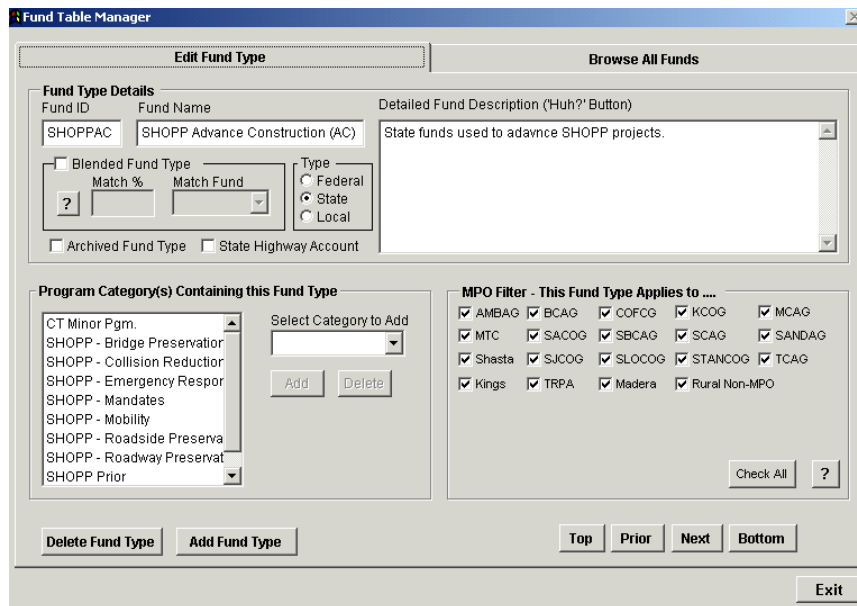 Fund Table Manager
Edit Fund Type
Browse All Funds
Fund Type Details
Fund ID
Fund Name
Detailed Fund Description ('Huh?' Button)
SHOPPAC
SHOPP Advance Construction (AC)
State funds used to adavnce SHOPP projects.
Blended Fund Type
Match %
Match Fund
?
Type
Federal
State
Local
Archived Fund Type
State Highway Account
Program Category(s) Containing this Fund Type
CT Minor Pgm.
SHOPP - Bridge Preservation
SHOPP - Collision Reduction
SHOPP - Emergency Respor
SHOPP - Mandates
SHOPP - Mobility
SHOPP - Roadside Preserva
SHOPP - Roadway Preservat
SHOPP Prior
Select Category to Add
Add
Delete
MPO Filter - This Fund Type Applies to ....
AMBAG BCAG COFCG KCOG MCAG
MTC SACOG SBCAG SCAG SANDAG
Shasta SJCOG SLOCOG STANCOG TCAG
Kings TRPA Madera Rural Non-MPO
Check All
?
Delete Fund Type
Add Fund Type
Top
Prior
Next
Bottom
Exit